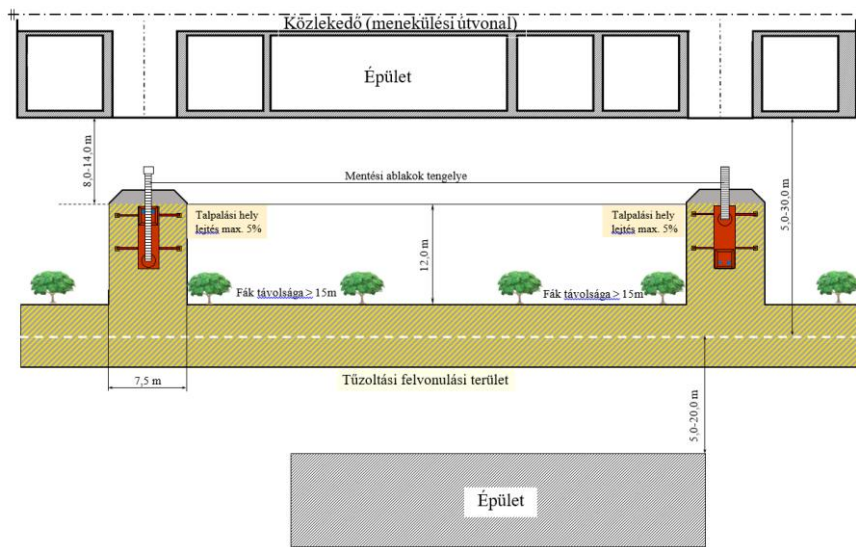 Közlekedő (menekülési útvonal)
Épület
8,0-14,0 m
Mentési ablakok tengelye
5,0-30,0 m
Talpalási hely
lejtés max. 5%
Talpalási hely
lejtés max. 5%
12,0 m
Fák távolsága ≥ 15m
Fák távolsága ≥ 15m
7,5 m
Tűzoltási felvonulási terület
5,0-20,0 m
Épület